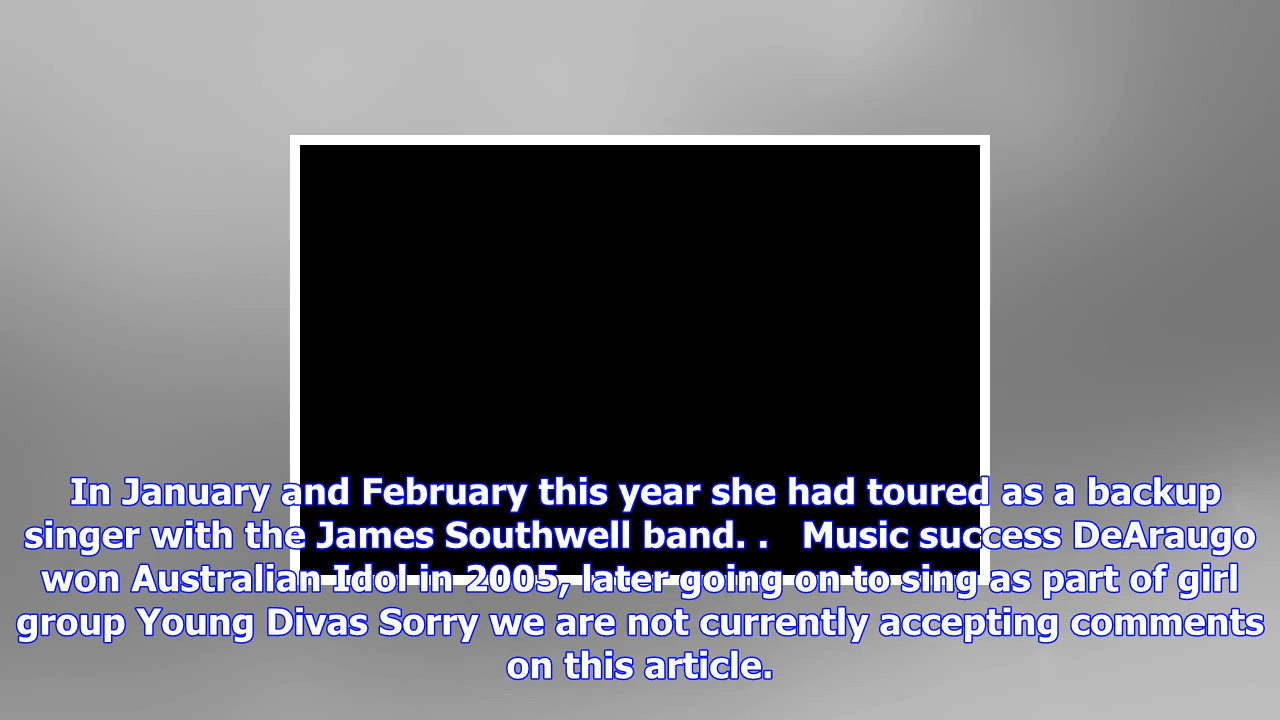 In January and February this year she had toured as a backup
singer with the James Southwell band. .   Music success DeAraugo
won Australian Idol in 2005, later going on to sing as part of girl
group Young Divas Sorry we are not currently accepting comments
on this article.